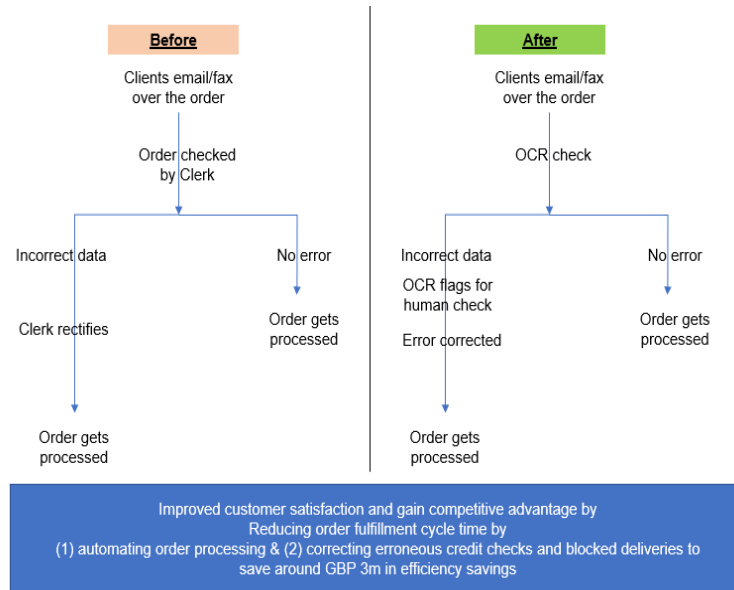 Before
Clients email/fax
over the order
Order checked
by Clerk
Incorrect data
No error
Clerk rectifies
Order gets
processed
Order gets
processed
After
Clients email/fax
over the order
OCR check
Incorrect data
No error
OCR flags for
human check
Order gets
processed
Error corrected
Order gets
processed
Improved customer satisfaction and gain competitive advantage by
Reducing order fulfillment cycle time by
(1) automating order processing & (2) correcting erroneous credit checks and blocked deliveries to
save around GBP 3m in efficiency savings